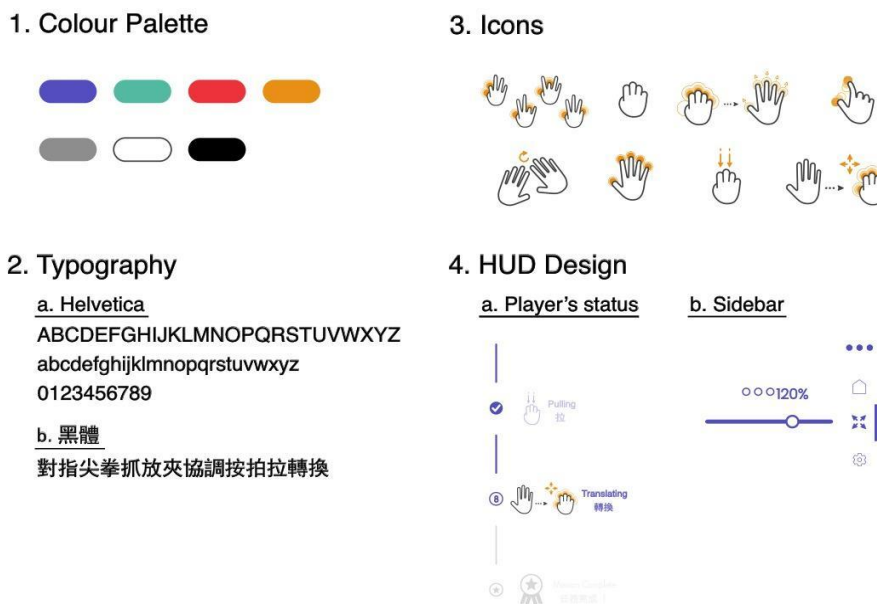 1. Colour Palette
2. Typography
a. Helvetica
ABCDEFGHIJKLMNOPQRSTUVWXYZ
abcdefghijklmnopqrstuvwxyz
0123456789
b. 黑體
對指尖拳抓放夾協調按拍拉轉換
3. Icons
4. HUD Design
a. Player's status
Pulling
拉
8
Translating
轉換
b. Sidebar
120%